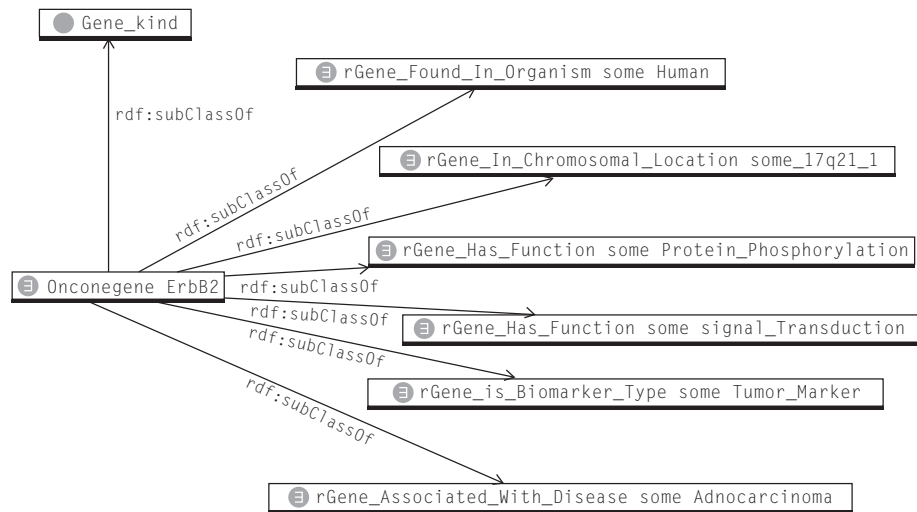 Gene_kind
rGene_Found_In_Organism some Human
rdf:subClassOf
rGene_In_Chromosomal_Location some_17q21_1
rdf:subClassOf
rdf:subClassOf
rGene_Has_Function some Protein_Phosphorylation
∃ Onconegene ErbB2
rdf:subClassOf
rdf:subClassOf
rGene_Has_Function some signal_Transduction
rdf:subClassOf
rGene_is_Biomarker_Type some Tumor_Marker
rdf:subClassOf
rGene_Associated_With_Disease some Adnocarcinoma